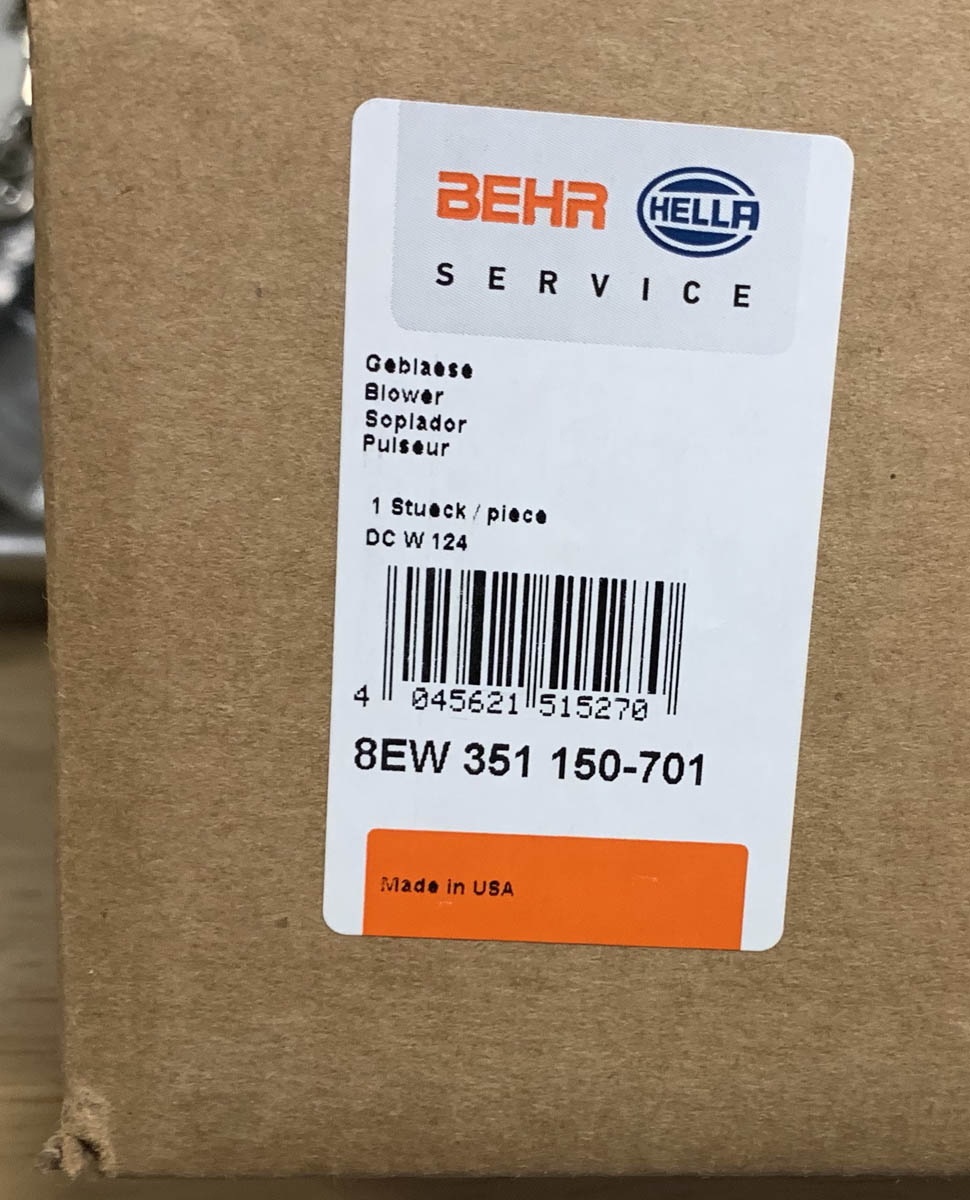 BEHR HELLA
SERVICE
Geblaese
Blower
Soplador
Pulseur
1 Stueck / piece
DC W 124
4 045621 515270
8EW 351 150-701
Made in USA